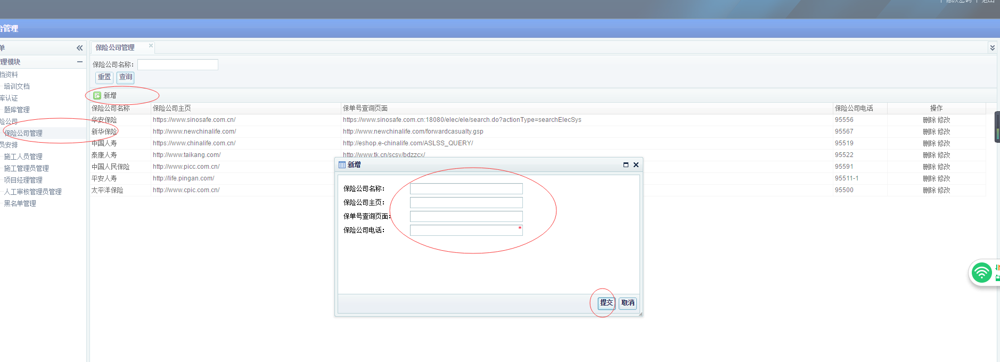 修改密码 | 退出
台管理
单
保险公司管理
管理模块
保险公司名称:
重置 查询
档资料
培训文档
库认证
题库管理
险公司
保险公司管理
员安排
施工人员管理
施工管理员管理
项目经理管理
人工审核管理员管理
黑名单管理
新增
保险公司名称 保险公司主页 保单号查询页面 保险公司电话 操作
华安保险 https://www.sinosafe.com.cn/ https://www.sinosafe.com.cn:18080/elec/ele/search.do?actionType=searchElecSys 95556 删除 修改
新华保险 http://www.newchinalife.com/ http://www.newchinalife.com/forwardcasualty.gsp 95567 删除 修改
中国人寿 https://www.chinalife.com.cn/ http://eshop.e-chinalife.com/ASLSS_QUERY/ 95519 删除 修改
泰康人寿 http://www.taikang.com/ http://www.tk.cn/scsv/bdzzcx/ 95522 删除 修改
中国人民保险 http://www.picc.com.cn/ 95591 删除 修改
平安人寿 http://life.pingan.com/ 95511-1 删除 修改
太平洋保险 http://www.cpic.com.cn/ 95500 删除 修改
新增
保险公司名称:
保险公司主页:
保单号查询页面:
保险公司电话: *
提交 取消